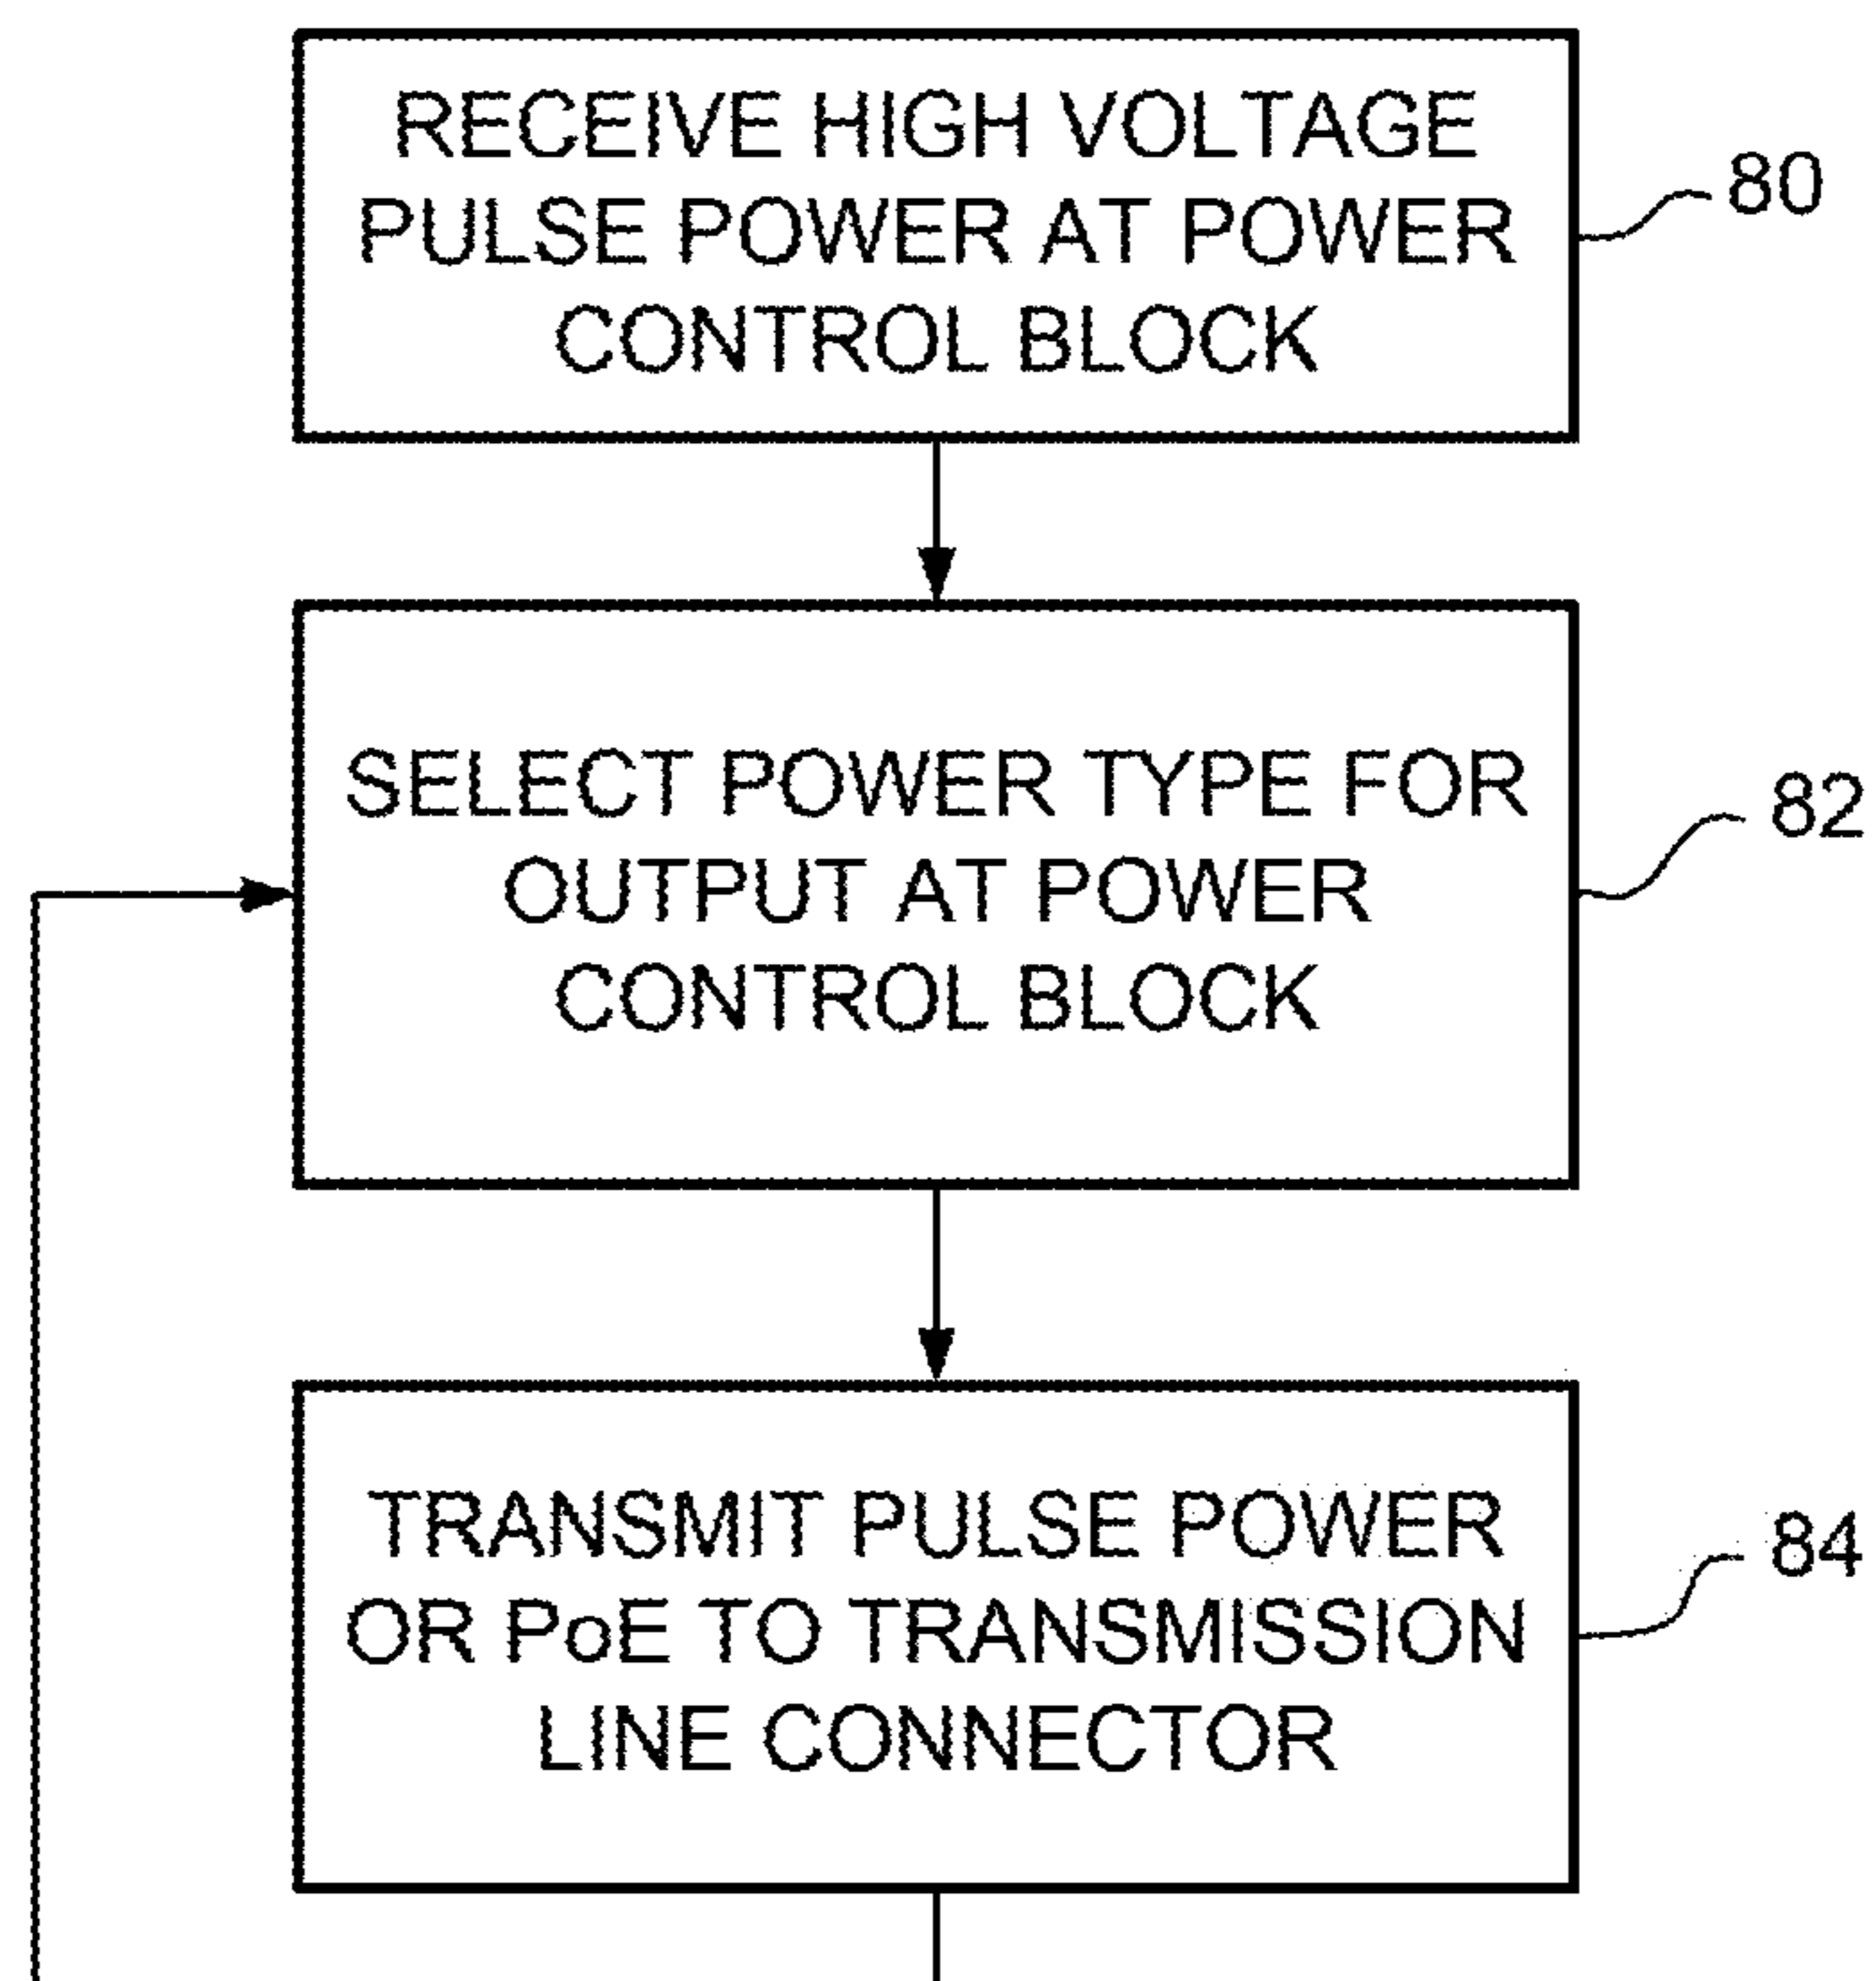 RECEIVE HIGH VOLTAGE
PULSE POWER AT POWER
CONTROL BLOCK
80
SELECT POWER TYPE FOR
OUTPUT AT POWER
CONTROL BLOCK
82
TRANSMIT PULSE POWER
OR PoE TO TRANSMISSION
LINE CONNECTOR
84